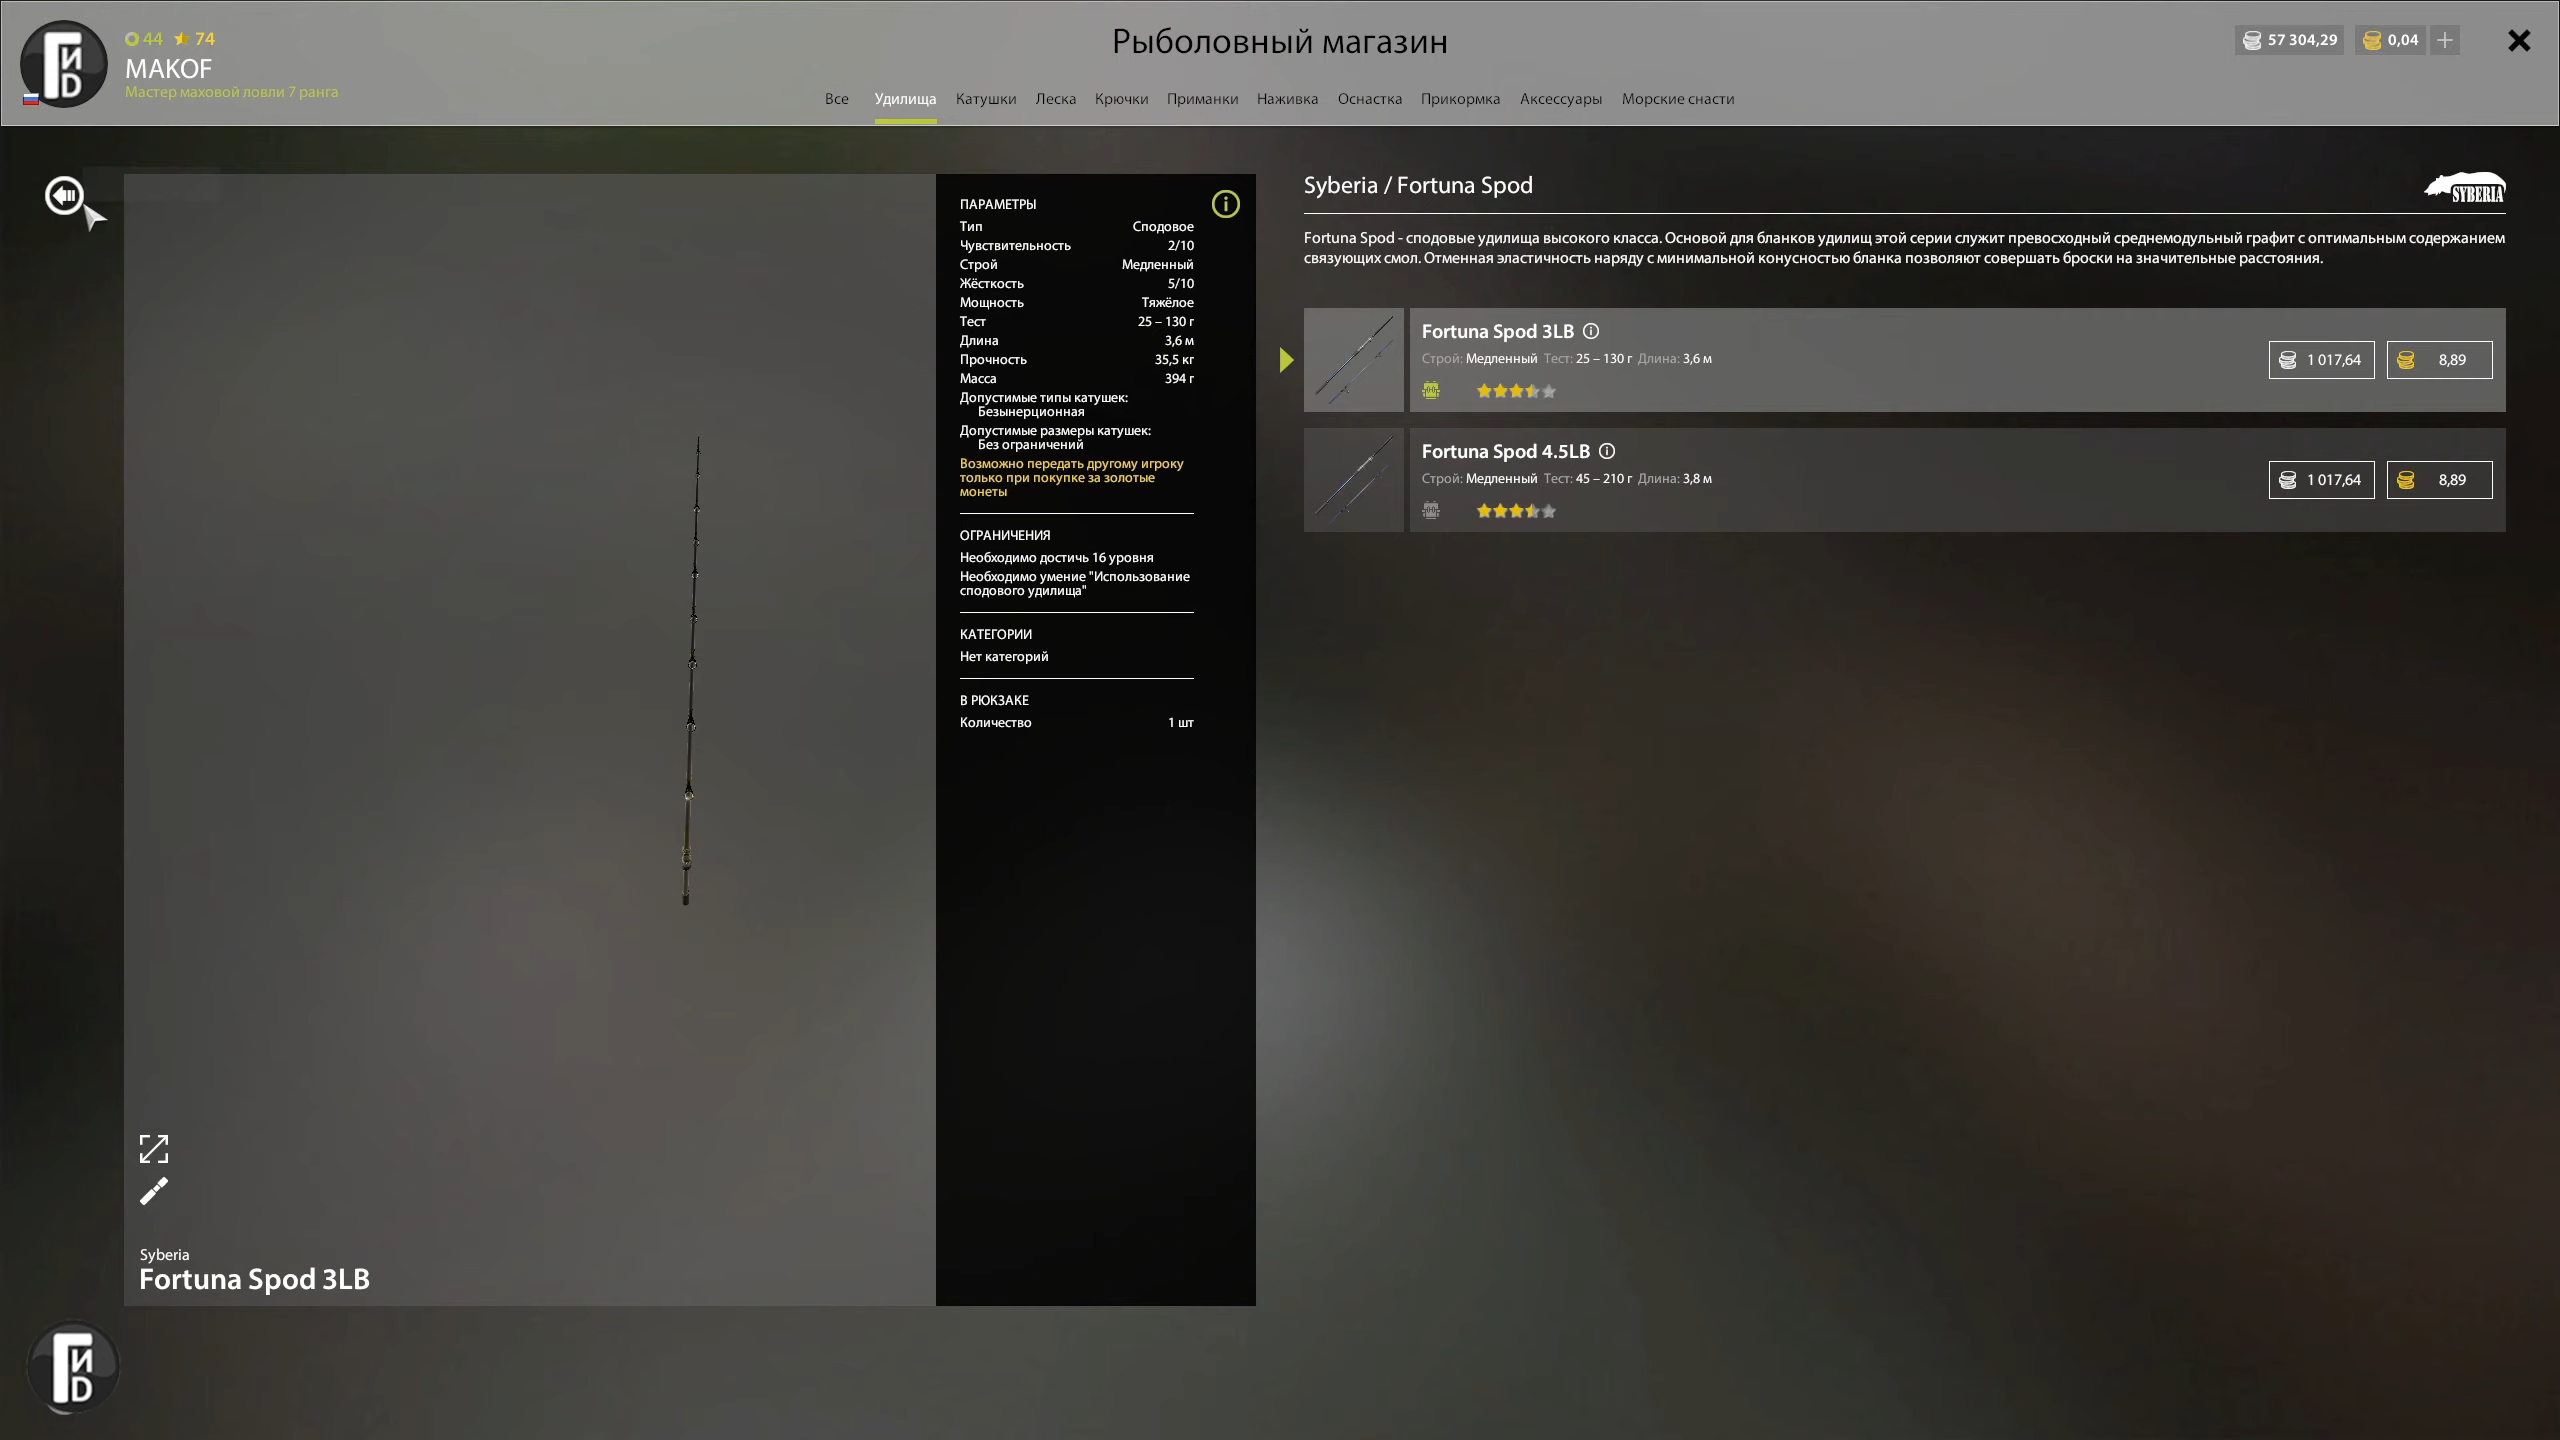 44 74
MAKOF
Мастер маховой ловли 7 ранга
Рыболовный магазин
57 304,29 0,04
Все Удилища Катушки Леска Крючки Приманки Наживка Оснастка Прикормка Аксессуары Морские снасти
ПАРАМЕТРЫ
Тип Сподовое
Чувствительность 2/10
Строй Медленный
Жёсткость 5/10
Мощность Тяжёлое
Тест 25 – 130 г
Длина 3,6 м
Прочность 35,5 кг
Масса 394 г
Допустимые типы катушек:
Безынерционная
Допустимые размеры катушек:
Без ограничений
Возможно передать другому игроку
только при покупке за золотые
монеты
ОГРАНИЧЕНИЯ
Необходимо достичь 16 уровня
Необходимо умение "Использование
сподового удилища"
КАТЕГОРИИ
Нет категорий
В РЮКЗАКЕ
Количество 1 шт
Syberia
Fortuna Spod 3LB
Syberia / Fortuna Spod
SYBERIA
Fortuna Spod - сподовые удилища высокого класса. Основой для бланков удилищ этой серии служит превосходный среднемодульный графит с оптимальным содержанием
связующих смол. Отменная эластичность наряду с минимальной конусностью бланка позволяют совершать броски на значительные расстояния.
Fortuna Spod 3LB
Строй: Медленный Тест: 25 – 130 г Длина: 3,6 м
1 017,64 8,89
Fortuna Spod 4.5LB
Строй: Медленный Тест: 45 – 210 г Длина: 3,8 м
1 017,64 8,89
ГИD
ГИD